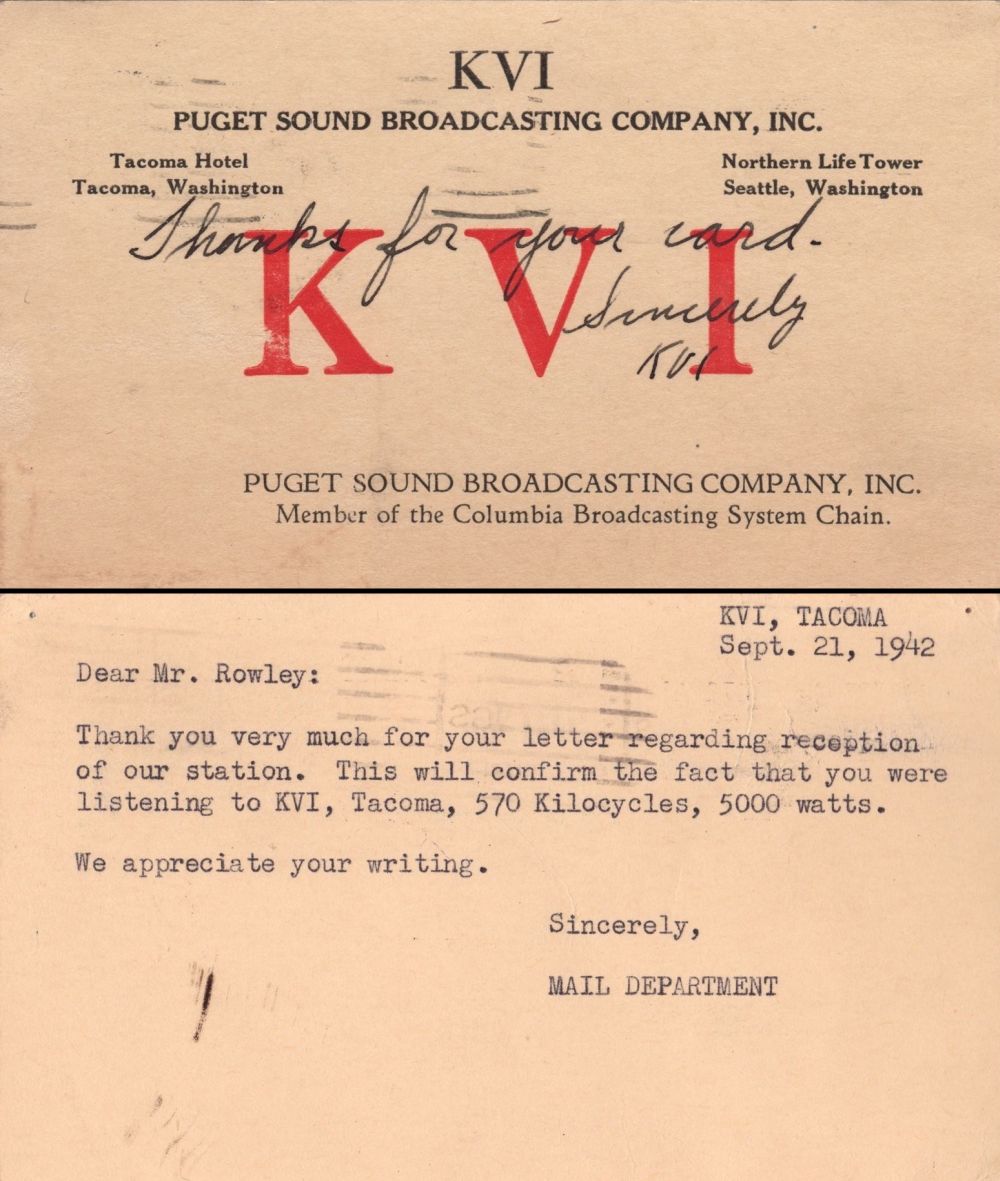 KVI
PUGET SOUND BROADCASTING COMPANY, INC.
Tacoma Hotel
Tacoma, Washington
Northern Life Tower
Seattle, Washington
Thanks for your card.
KVI
Sincerely
KVI
PUGET SOUND BROADCASTING COMPANY, INC.
Member of the Columbia Broadcasting System Chain.
KVI, TACOMA
Sept. 21, 1942
Dear Mr. Rowley:
Thank you very much for your letter regarding reception
of our station. This will confirm the fact that you were
listening to KVI, Tacoma, 570 Kilocycles, 5000 watts.
We appreciate your writing.
Sincerely,
MAIL DEPARTMENT